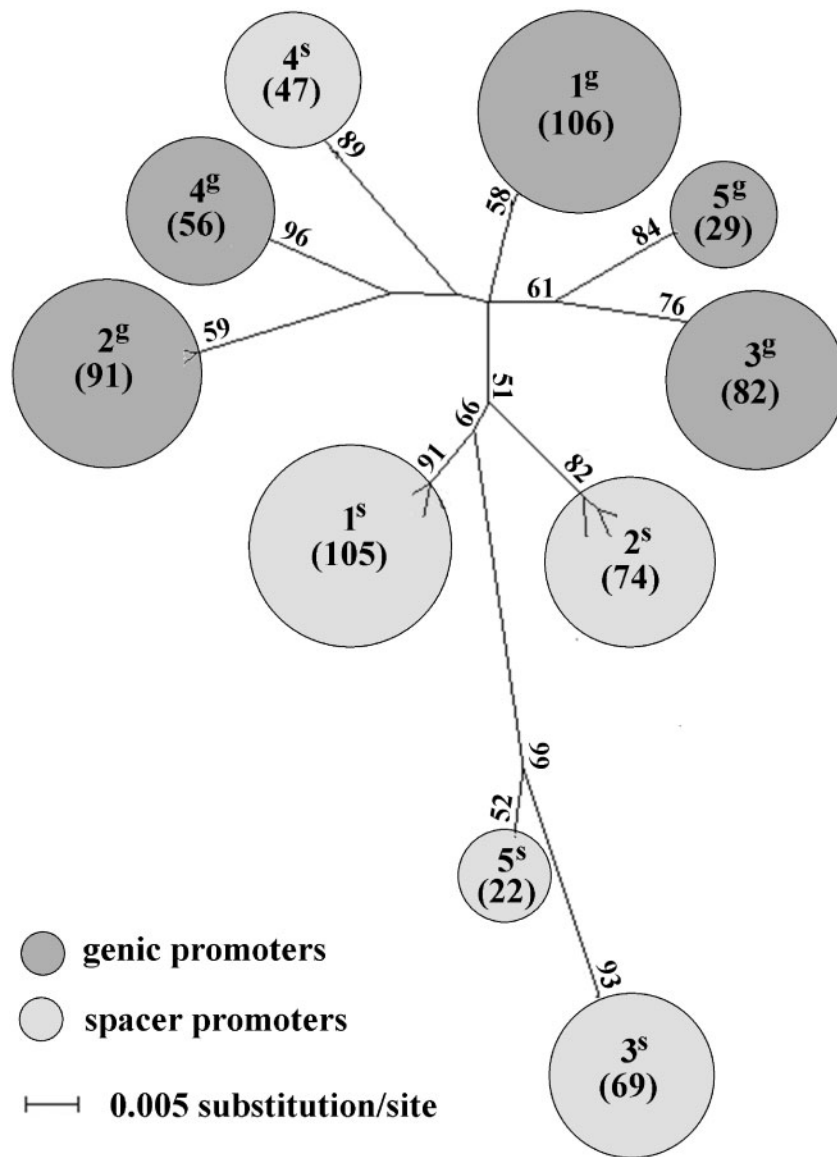 4ˢ
(47)
1ᵍ
(106)
89
4ᵍ
(56)
5ᵍ
(29)
58
84
96
61
76
2ᵍ
(91)
59
3ᵍ
(82)
51
66
91
82
1ˢ
(105)
2ˢ
(74)
99
52
5ˢ
(22)
93
3ˢ
(69)
genic promoters
spacer promoters
0.005 substitution/site